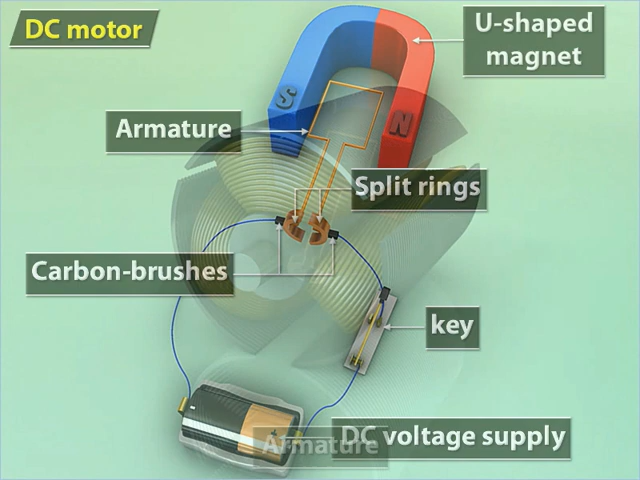 DC motor
U-shaped
magnet
Armature
N
Split rings
Carbon-brushes
key
DC voltage supply
Armature